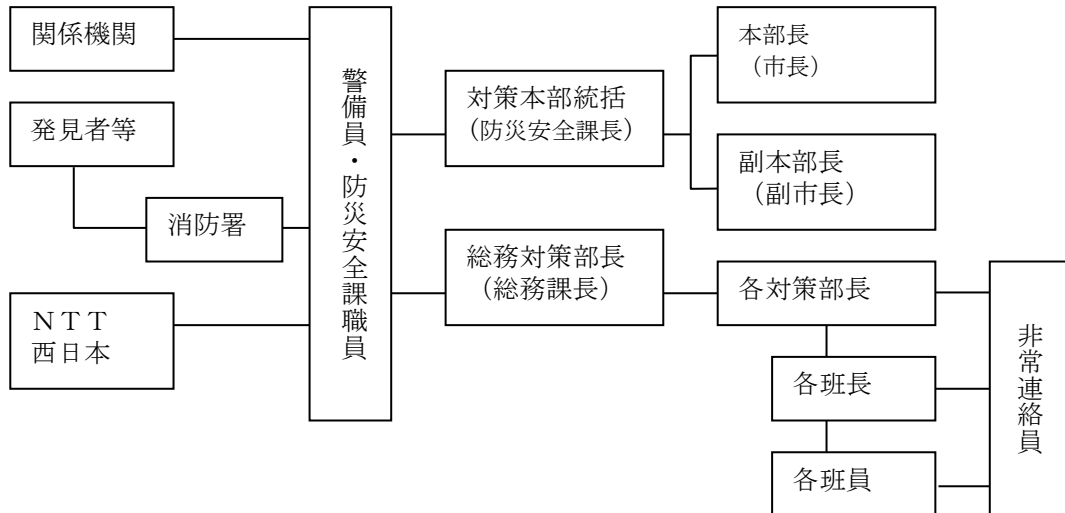 関係機関
発見者等
消防署
ＮＴＴ
西日本
警備員・防災安全課職員
対策本部統括
（防災安全課長）
総務対策部長
（総務課長）
本部長
（市長）
副本部長
（副市長）
各対策部長
各班長
各班員
非常連絡員